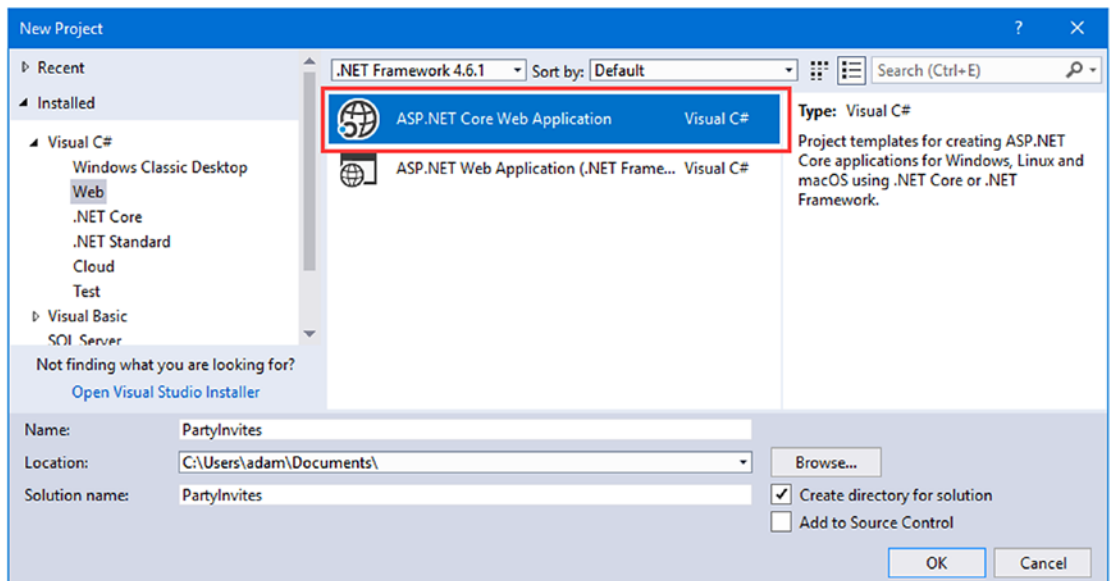 New Project
?
Recent
Installed
Visual C#
Windows Classic Desktop
Web
.NET Core
.NET Standard
Cloud
Test
Visual Basic
SQL Server
Not finding what you are looking for?
Open Visual Studio Installer
.NET Framework 4.6.1
Sort by: Default
Search (Ctrl+E)
ASP.NET Core Web Application Visual C#
ASP.NET Web Application (.NET Frame... Visual C#
Type: Visual C#
Project templates for creating ASP.NET
Core applications for Windows, Linux and
macOS using .NET Core or .NET
Framework.
Name: PartyInvites
Location: C:\Users\adam\Documents\
Browse...
Solution name: PartyInvites
Create directory for solution
Add to Source Control
OK Cancel